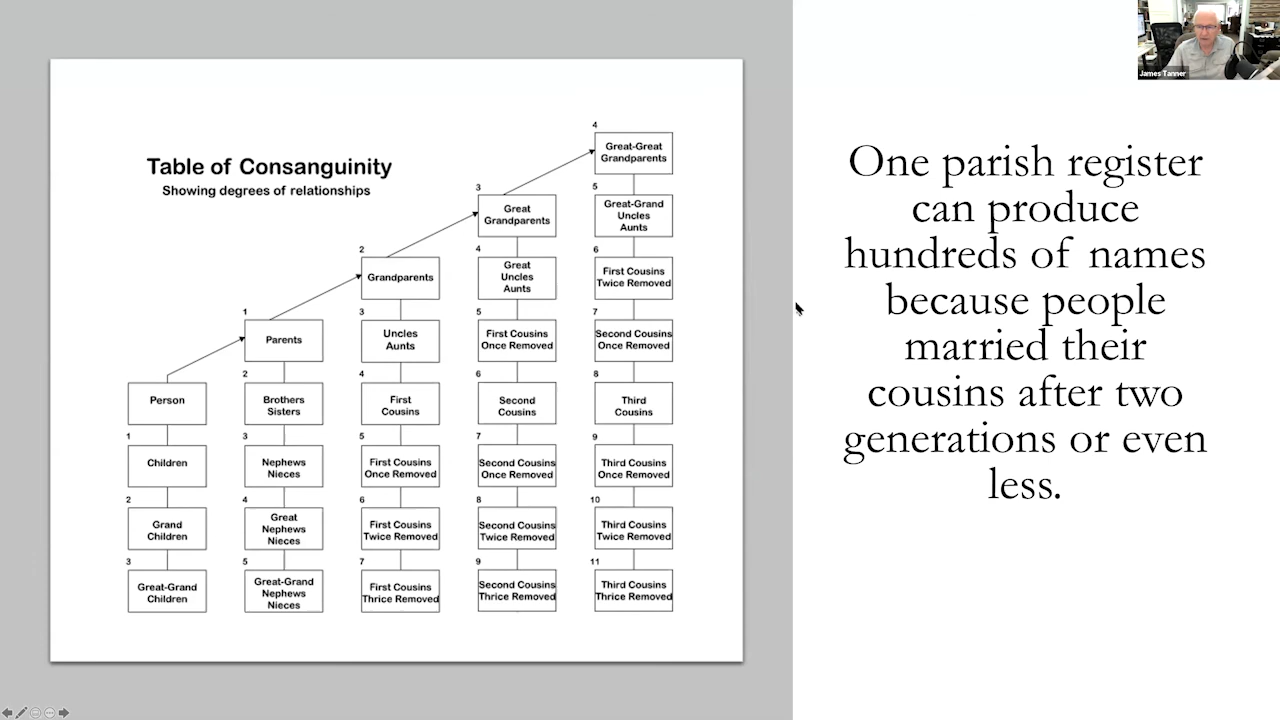 James Tanner
Table of Consanguinity
Showing degrees of relationships
4
Great-Great
Grandparents
3
Great
Grandparents
5
Great-Grand
Uncles
Aunts
2
Grandparents
4
Great
Uncles
Aunts
6
First Cousins
Twice Removed
1
Parents
3
Uncles
Aunts
5
First Cousins
Once Removed
7
Second Cousins
Once Removed
Person
2
Brothers
Sisters
4
First
Cousins
6
Second
Cousins
8
Third
Cousins
1
Children
3
Nephews
Nieces
5
First Cousins
Once Removed
7
Second Cousins
Once Removed
9
Third Cousins
Once Removed
2
Grand
Children
4
Great
Nephews
Nieces
6
First Cousins
Twice Removed
8
Second Cousins
Twice Removed
10
Third Cousins
Twice Removed
3
Great-Grand
Children
5
Great-Grand
Nephews
Nieces
7
First Cousins
Thrice Removed
9
Second Cousins
Thrice Removed
11
Third Cousins
Thrice Removed
One parish register
can produce
hundreds of names
because people
married their
cousins after two
generations or even
less.